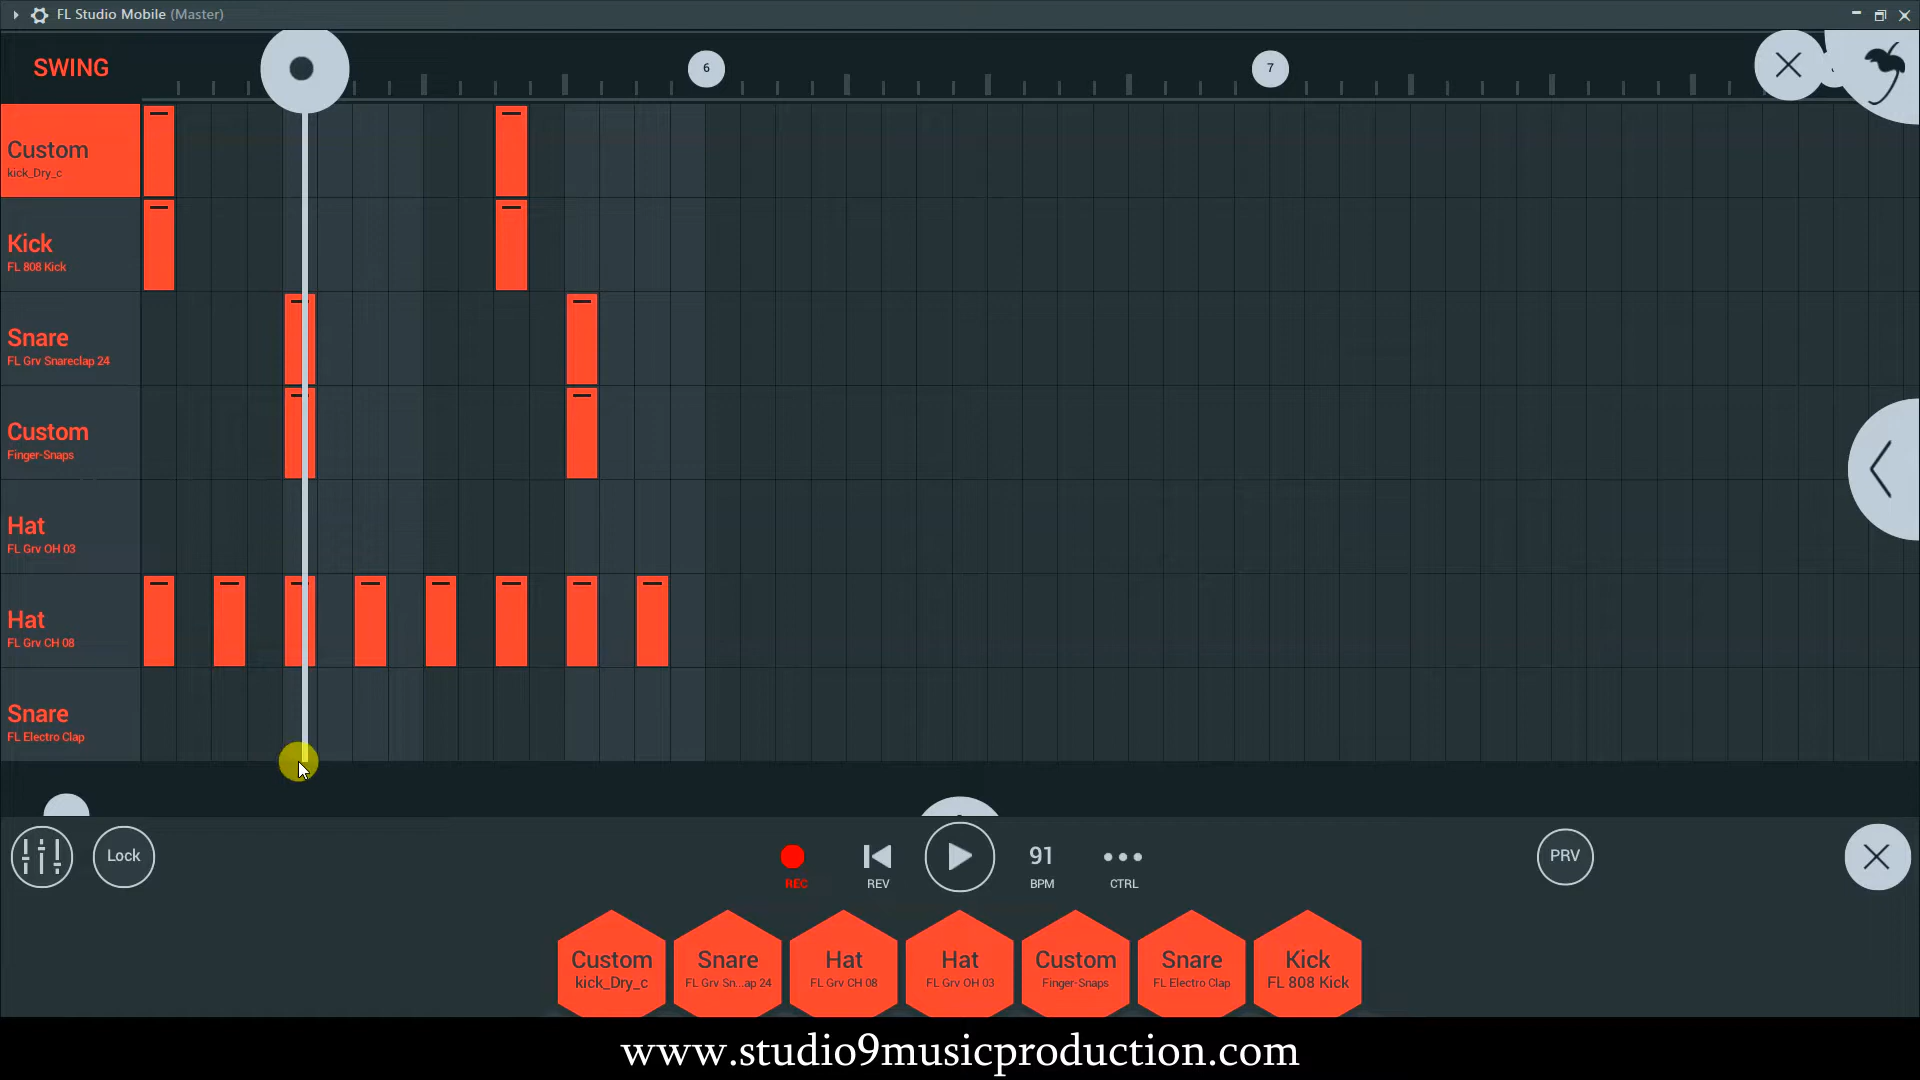 FL Studio Mobile (Master)
SWING
6
7
Custom
kick_Dry_c
Kick
FL 808 Kick
Snare
FL Grv Snareclap 24
Custom
Finger-Snaps
Hat
FL Grv OH 03
Hat
FL Grv CH 08
Snare
FL Electro Clap
Lock
REC
REV
91
BPM
CTRL
PRV
Custom
kick_Dry_c
Snare
FL Grv Sn...ap 24
Hat
FL Grv CH 08
Hat
FL Grv OH 03
Custom
Finger-Snaps
Snare
FL Electro Clap
Kick
FL 808 Kick
www.studio9musicproduction.com